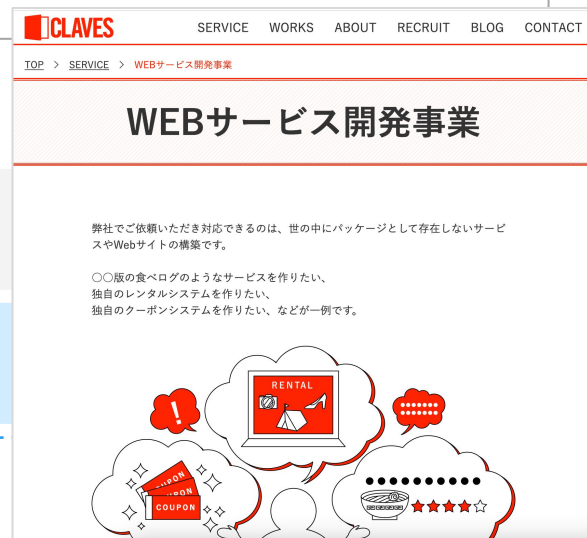 CLAVES
SERVICE WORKS ABOUT RECRUIT BLOG CONTACT
TOP > SERVICE > WEBサービス開発事業
WEBサービス開発事業
弊社でご依頼いただき対応できるのは、世の中にパッケージとして存在しないサービ
スやWebサイトの構築です。
〇〇版の食べログのようなサービスを作りたい、
独自のレンタルシステムを作りたい、
独自のクーポンシステムを作りたい、などが一例です。
RENTAL
!
COUPON